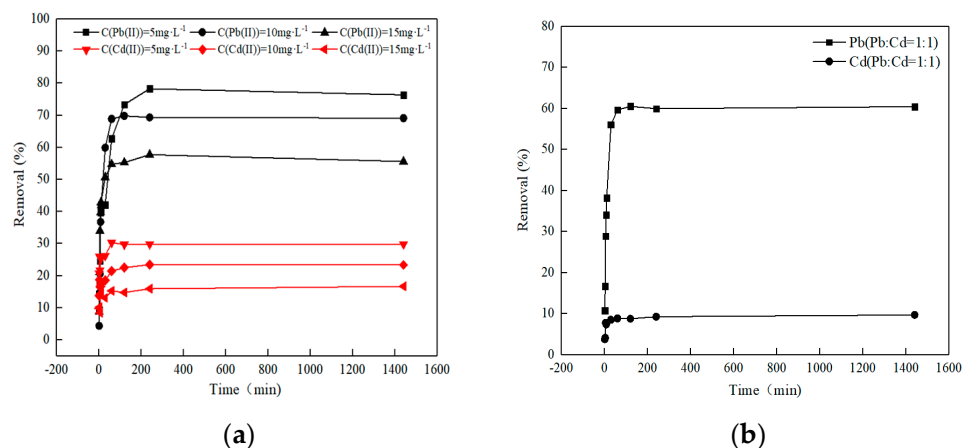 C(Pb(II))=5mg·L⁻¹ C(Pb(II))=10mg·L⁻¹ C(Pb(II))=15mg·L⁻¹
C(Cd(II))=5mg·L⁻¹ C(Cd(II))=10mg·L⁻¹ C(Cd(II))=15mg·L⁻¹
100
90
80
70
60
50
40
30
20
10
0
Removal (%)
0 200 400 600 800 1000 1200 1400 1600
Time（min)
(a)
Pb(Pb:Cd=1:1)
Cd(Pb:Cd=1:1)
80
70
60
50
40
30
20
10
0
Removal (%)
0 200 400 600 800 1000 1200 1400 1600
Time（min)
(b)